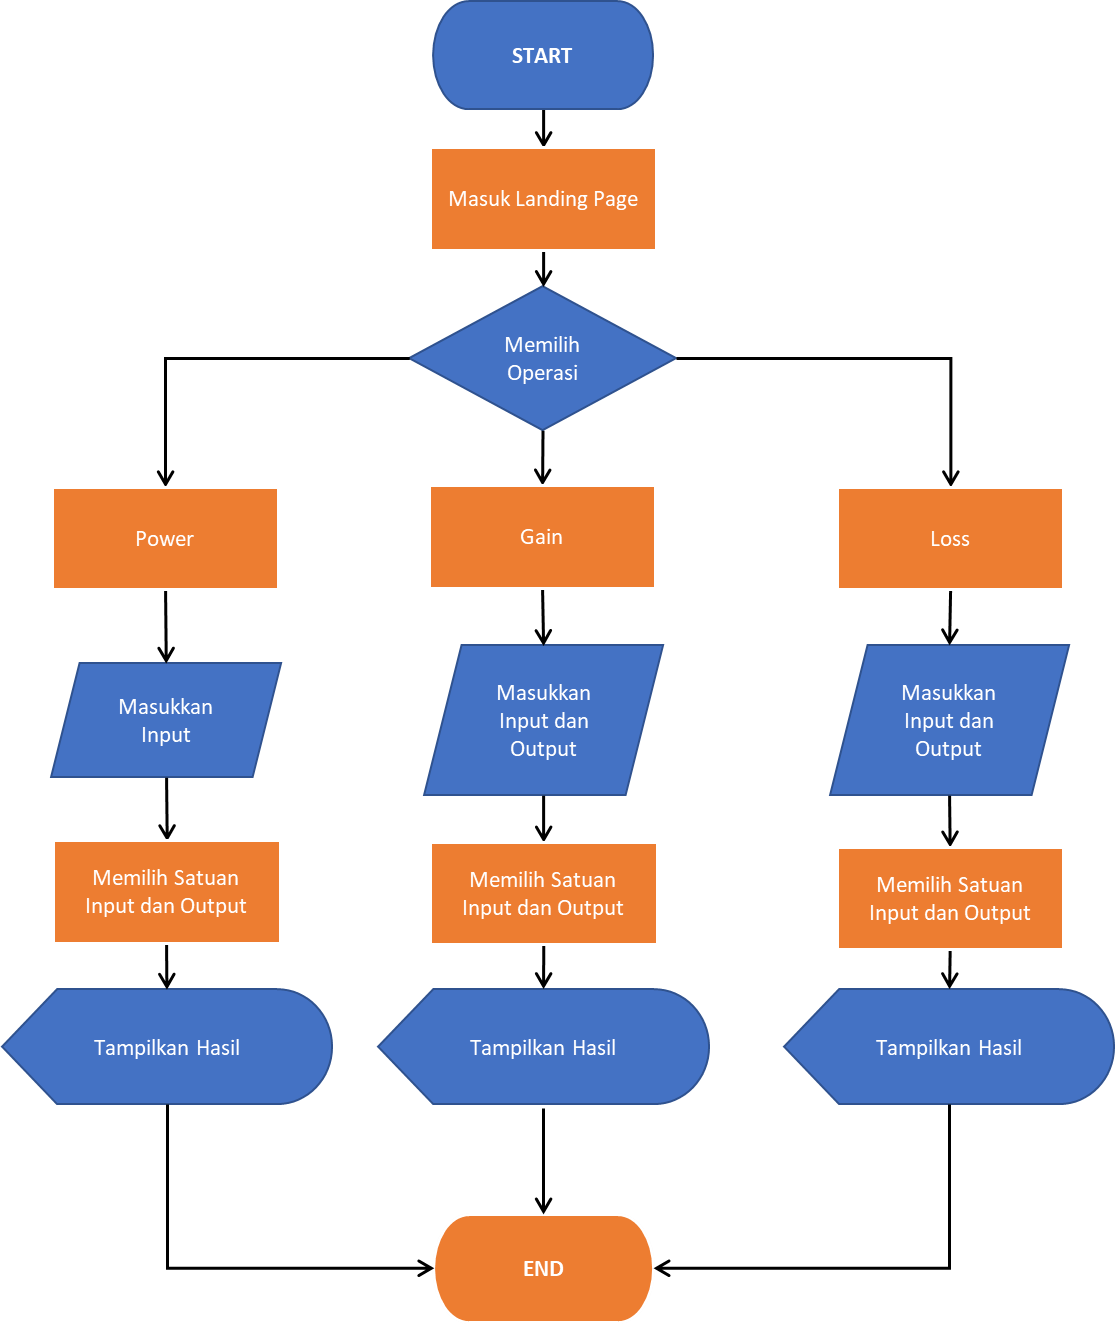 START
Masuk Landing Page
Memilih
Operasi
Power
Gain
Loss
Masukkan
Input
Masukkan
Input dan
Output
Masukkan
Input dan
Output
Memilih Satuan
Input dan Output
Memilih Satuan
Input dan Output
Memilih Satuan
Input dan Output
Tampilkan Hasil
Tampilkan Hasil
Tampilkan Hasil
END